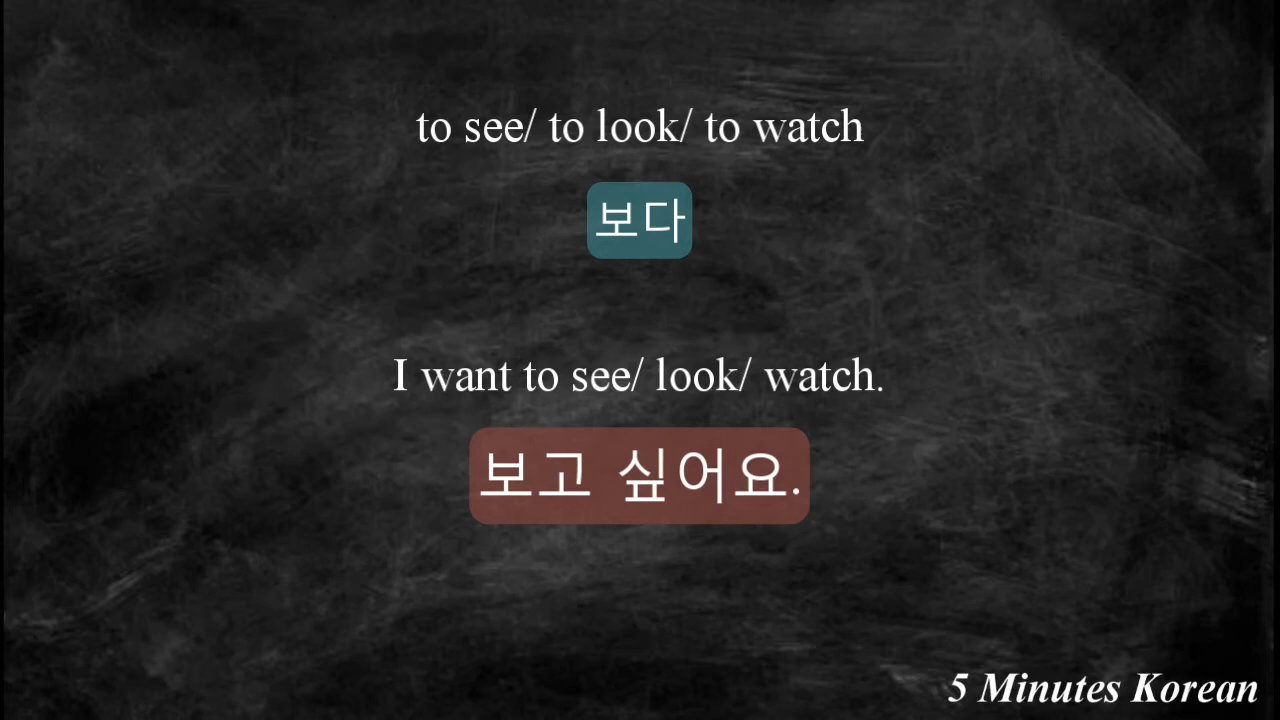 to see/ to look/ to watch
보다
I want to see/ look/ watch.
보고 싶어요.
5 Minutes Korean